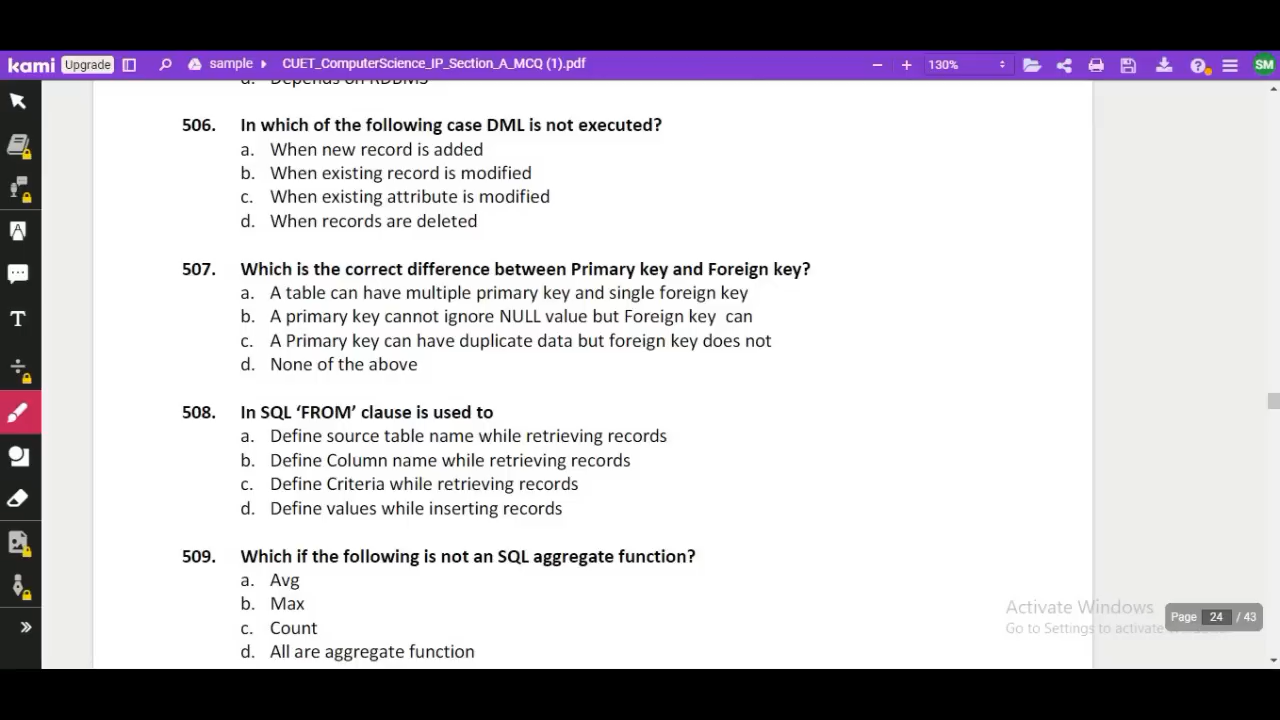 kami Upgrade sample CUET_ComputerScience_IP_Section_A_MCQ (1).pdf 130% SM
d. Depends on RDBMS
506. In which of the following case DML is not executed?
a. When new record is added
b. When existing record is modified
c. When existing attribute is modified
d. When records are deleted
507. Which is the correct difference between Primary key and Foreign key?
a. A table can have multiple primary key and single foreign key
b. A primary key cannot ignore NULL value but Foreign key can
c. A Primary key can have duplicate data but foreign key does not
d. None of the above
508. In SQL ‘FROM’ clause is used to
a. Define source table name while retrieving records
b. Define Column name while retrieving records
c. Define Criteria while retrieving records
d. Define values while inserting records
509. Which if the following is not an SQL aggregate function?
a. Avg
b. Max
c. Count
d. All are aggregate function
Activate Windows
Go to Settings to activate
Page 24 / 43